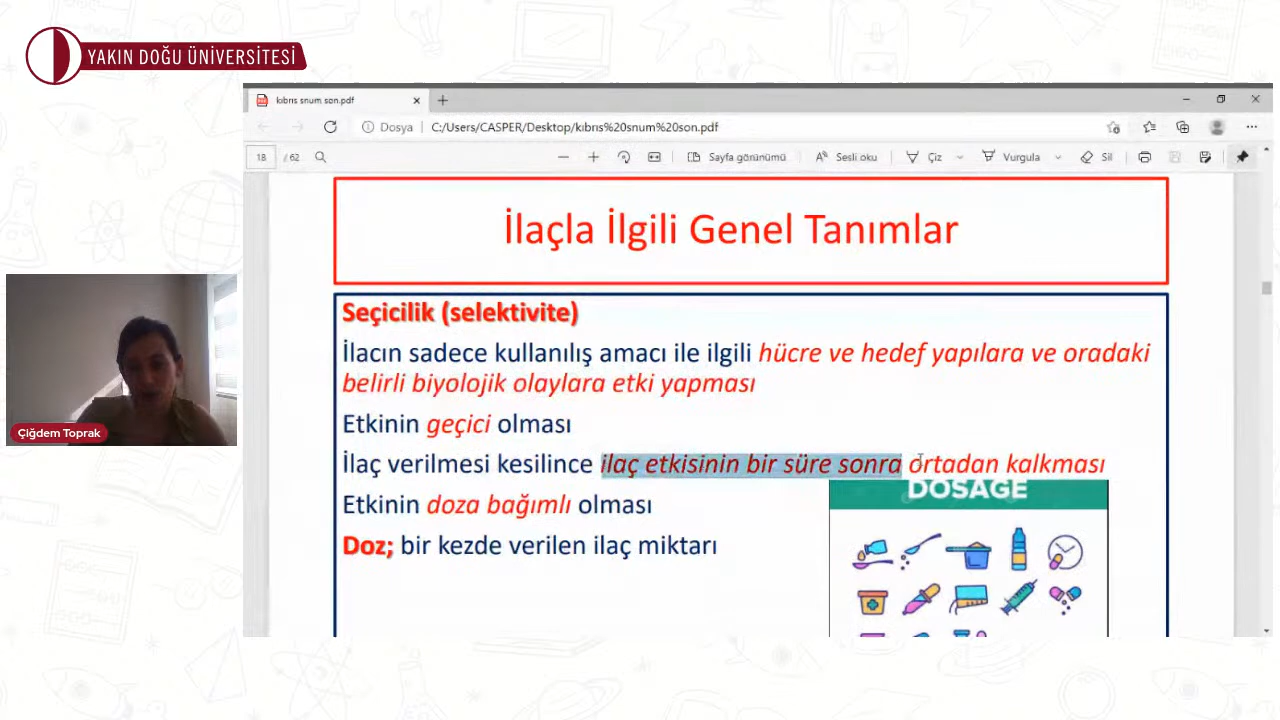 YAKIN DOĞU ÜNİVERSİTESİ
kıbrıs snum son.pdf
Dosya
C:/Users/CASPER/Desktop/kıbrıs%20snum%20son.pdf
18 / 62
Sayfa görünümü
Sesli oku
Çiz
Vurgula
Sil
İlaçla İlgili Genel Tanımlar
Seçicilik (selektivite)
İlacın sadece kullanılış amacı ile ilgili hücre ve hedef yapılara ve oradaki
belirli biyolojik olaylara etki yapması
Etkinin geçici olması
İlaç verilmesi kesilince ilaç etkisinin bir süre sonra ortadan kalkması
Etkinin doza bağımlı olması
Doz; bir kezde verilen ilaç miktarı
DOSAGE
Çiğdem Toprak